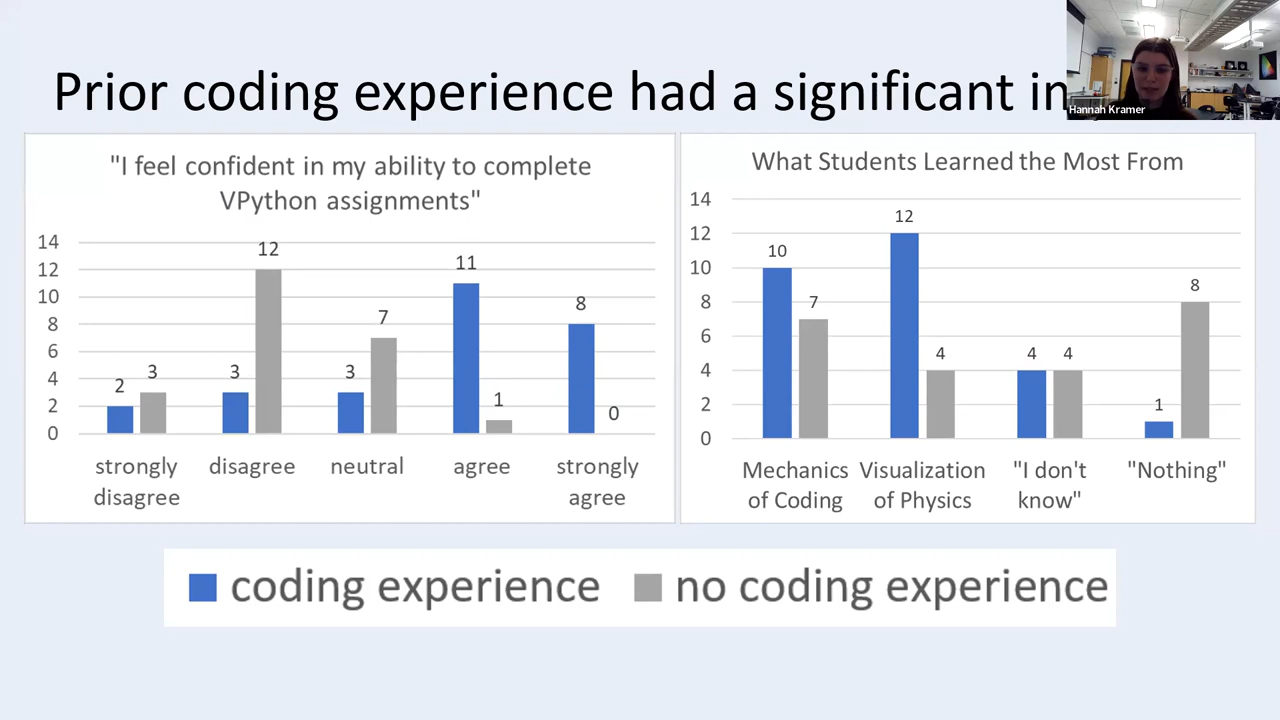 Prior coding experience had a significant in
Hannah Kramer
"I feel confident in my ability to complete
VPython assignments"
14
12
10
8
6
4
2
0
2
3
3
12
3
7
11
1
8
0
strongly
disagree
disagree
neutral
agree
strongly
agree
What Students Learned the Most From
14
12
10
8
6
4
2
0
10
7
12
4
4
4
1
8
Mechanics
of Coding
Visualization
of Physics
"I don't
know"
"Nothing"
coding experience
no coding experience